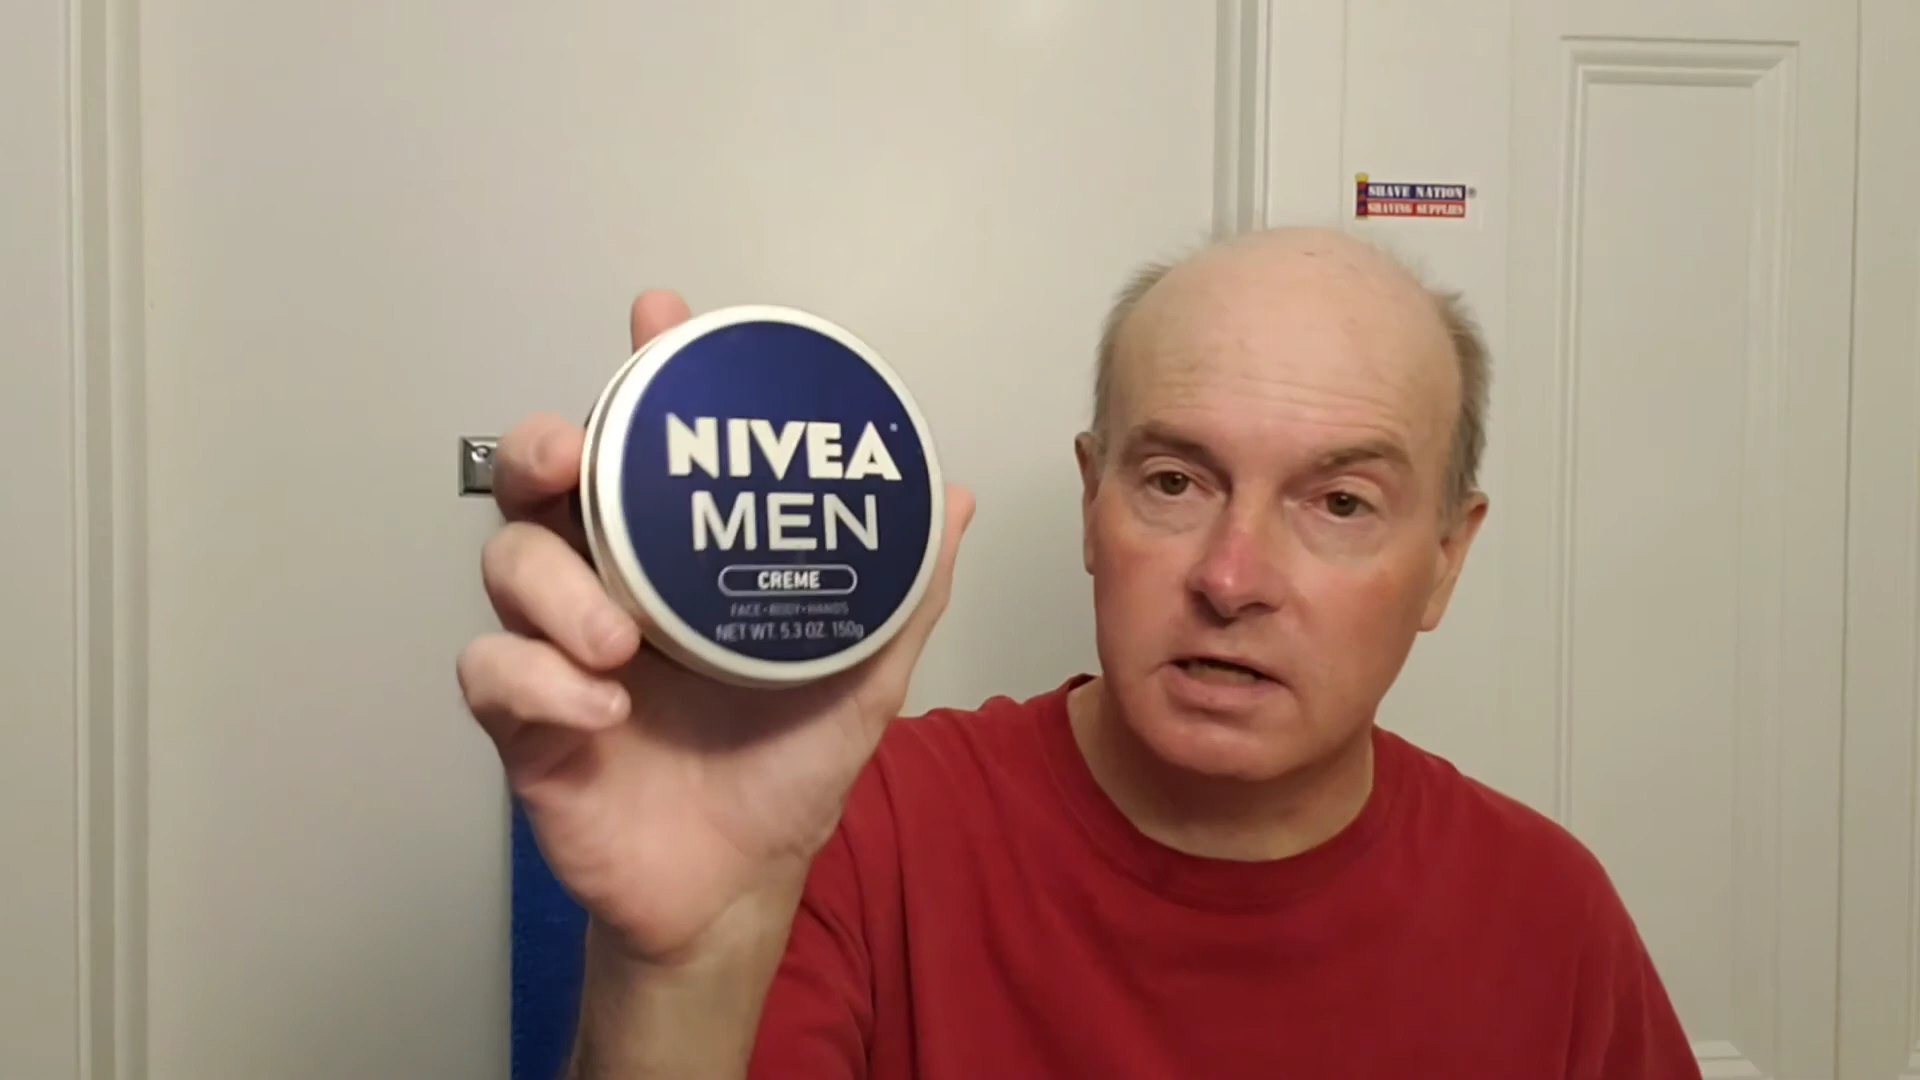 SHAVE NATION®
SHAVING SUPPLIES
NIVEA®
MEN
CREME
FACE • BODY • HANDS
NET WT. 5.3 OZ. 150g